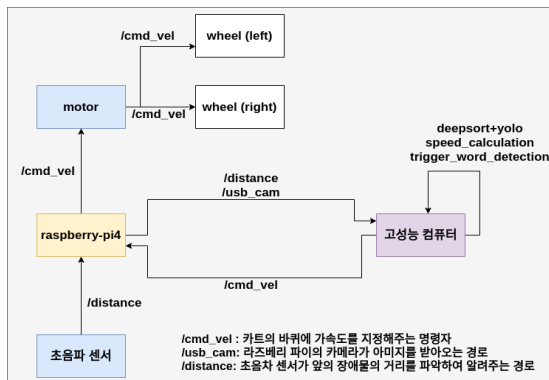 /cmd_vel
wheel (left)
motor
/cmd_vel
wheel (right)
/cmd_vel
deepsort+yolo
speed_calculation
trigger_word_detection
/distance
/usb_cam
raspberry-pi4
고성능 컴퓨터
/cmd_vel
/distance
초음파 센서
/cmd_vel : 카트의 바퀴에 가속도를 지정해주는 명령자
/usb_cam: 라즈베리 파이의 카메라가 아미지를 받아오는 경로
/distance: 초음차 센서가 앞의 장애물의 거리를 파악하여 알려주는 경로